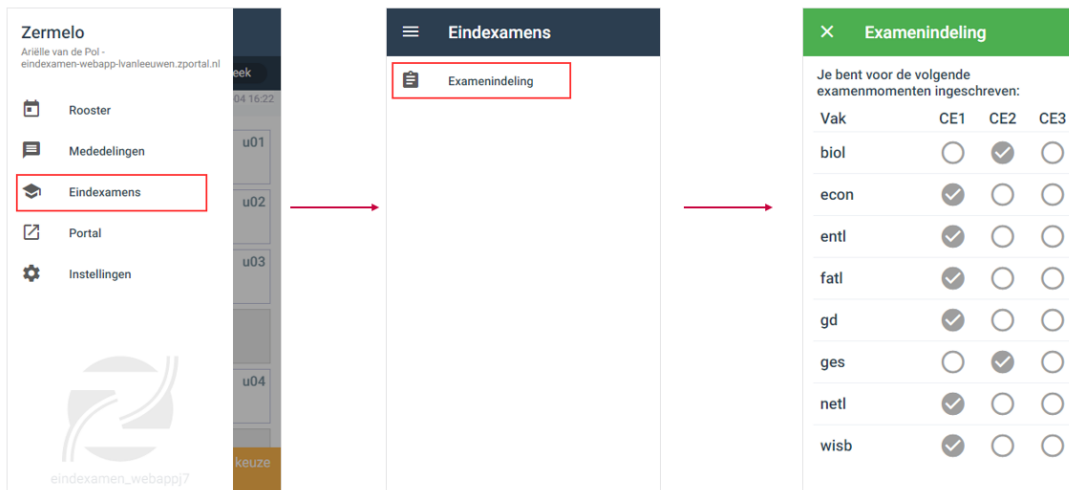 Zermelo
Ariëlle van de Pol -
eindexamen-webapp-lvanleeuwen.zportal.nl
Rooster
Mededelingen
Eindexamens
Portal
Instellingen
eindexamen_webappj7
eek
04 16:22
u01
u02
u03
u04
keuze
Eindexamens
Examenindeling
Examenindeling
Je bent voor de volgende
examenmomenten ingeschreven:
Vak CE1 CE2 CE3
biol
econ
entl
fatl
gd
ges
netl
wisb